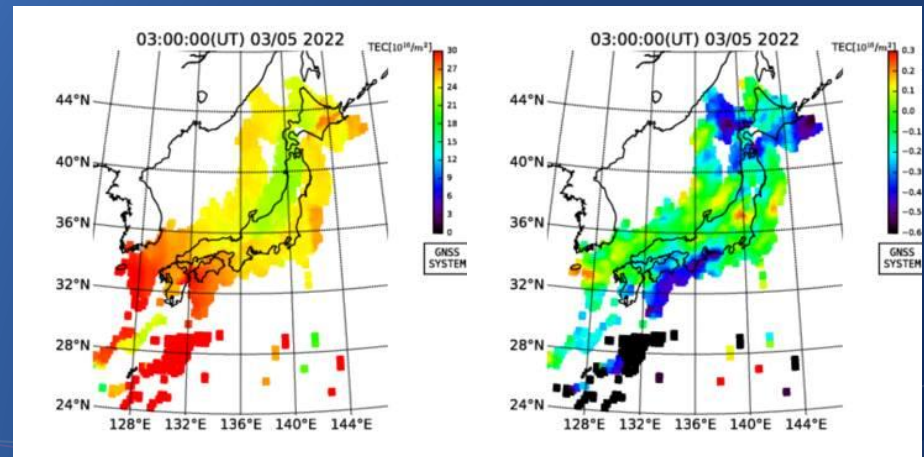 03:00:00(UT) 03/05 2022
TEC[10¹⁶/m²]
30
27
24
21
18
15
12
9
6
3
0
GNSS
SYSTEM
44°N
40°N
36°N
32°N
28°N
24°N
128°E 132°E 136°E 140°E 144°E
03:00:00(UT) 03/05 2022
TEC[10¹⁶/m²]
0.3
0.2
0.1
0.0
−0.1
−0.2
−0.3
−0.4
−0.5
−0.6
GNSS
SYSTEM
44°N
40°N
36°N
32°N
28°N
24°N
128°E 132°E 136°E 140°E 144°E